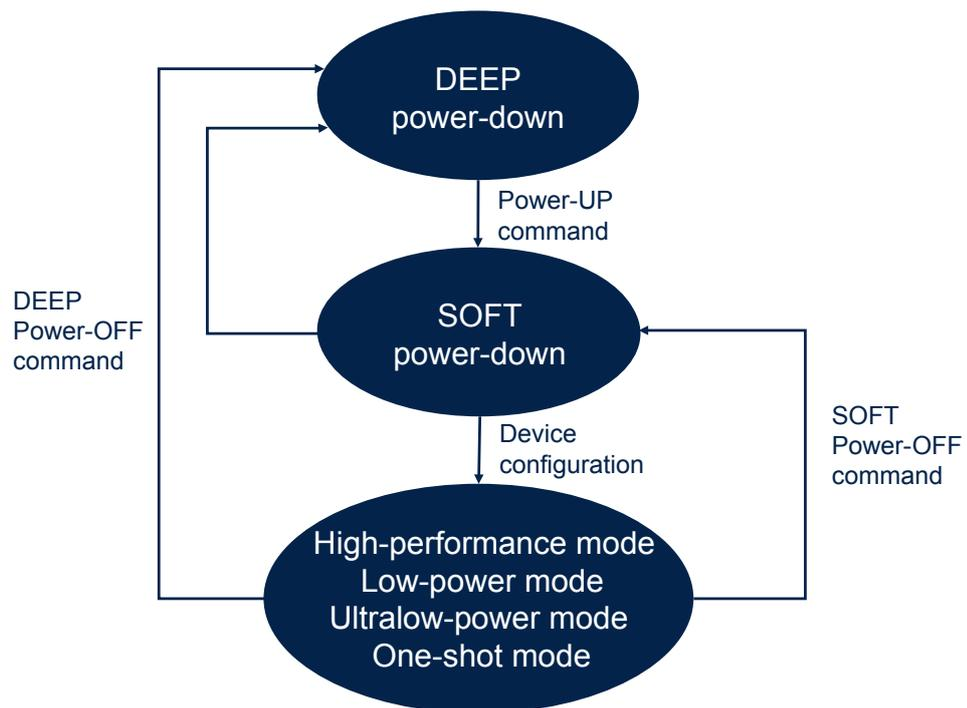 DEEP
power-down
Power-UP
command
DEEP
Power-OFF
command
SOFT
power-down
SOFT
Power-OFF
command
Device
configuration
High-performance mode
Low-power mode
Ultralow-power mode
One-shot mode